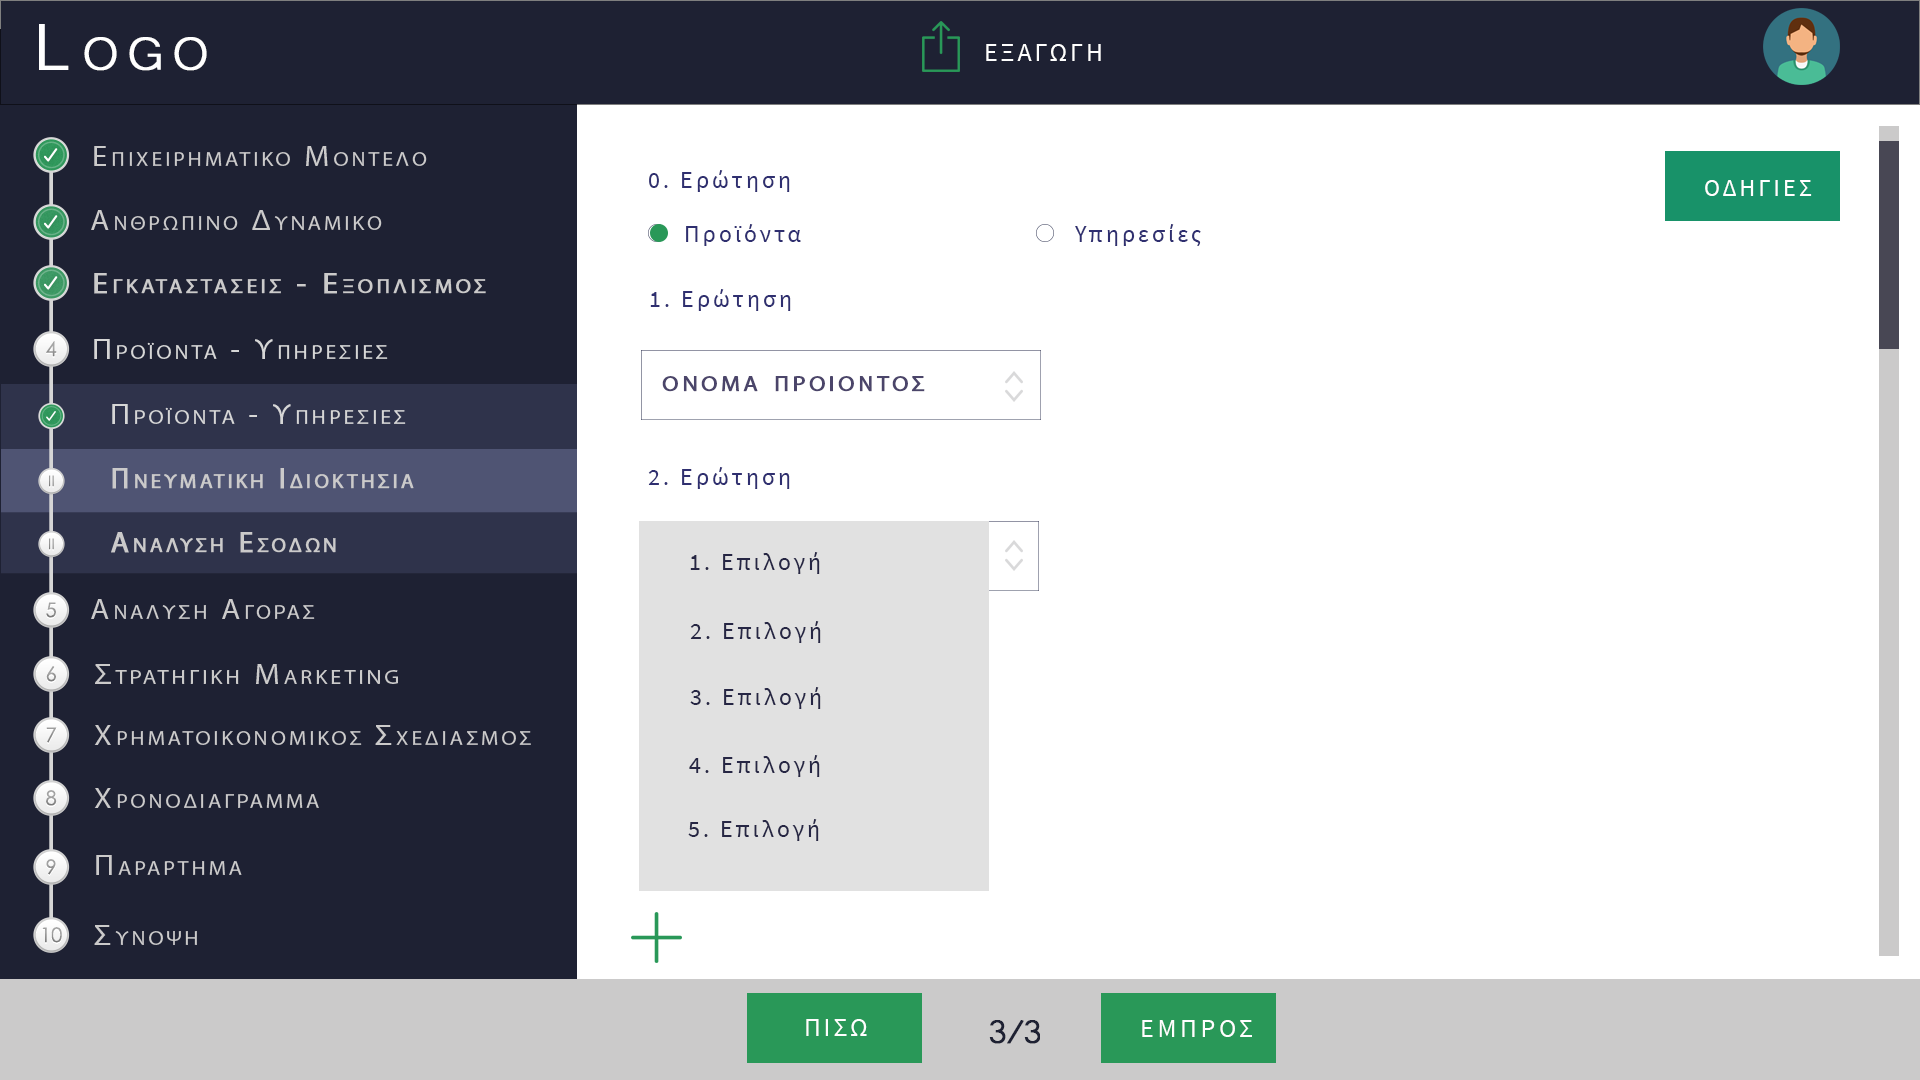 LOGO
ΕΞΑΓΩΓΗ
ΕΠΙΧΕΙΡΗΜΑΤΙΚΟ ΜΟΝΤΕΛΟ
ΑΝΘΡΩΠΙΝΟ ΔΥΝΑΜΙΚΟ
ΕΓΚΑΤΑΣΤΑΣΕΙΣ - ΕΞΟΠΛΙΣΜΟΣ
4 ΠΡΟΪΟΝΤΑ - ΥΠΗΡΕΣΙΕΣ
ΠΡΟΪΟΝΤΑ - ΥΠΗΡΕΣΙΕΣ
II ΠΝΕΥΜΑΤΙΚΗ ΙΔΙΟΚΤΗΣΙΑ
II ΑΝΑΛΥΣΗ ΕΣΟΔΩΝ
5 ΑΝΑΛΥΣΗ ΑΓΟΡΑΣ
6 ΣΤΡΑΤΗΓΙΚΗ MARKETING
7 ΧΡΗΜΑΤΟΙΚΟΝΟΜΙΚΟΣ ΣΧΕΔΙΑΣΜΟΣ
8 ΧΡΟΝΟΔΙΑΓΡΑΜΜΑ
9 ΠΑΡΑΡΤΗΜΑ
10 ΣΥΝΟΨΗ
0. Ερώτηση
ΟΔΗΓΙΕΣ
Προϊόντα
Υπηρεσίες
1. Ερώτηση
ΟΝΟΜΑ ΠΡΟΙΟΝΤΟΣ
2. Ερώτηση
1. Επιλογή
2. Επιλογή
3. Επιλογή
4. Επιλογή
5. Επιλογή
ΠΙΣΩ
3/3
ΕΜΠΡΟΣ